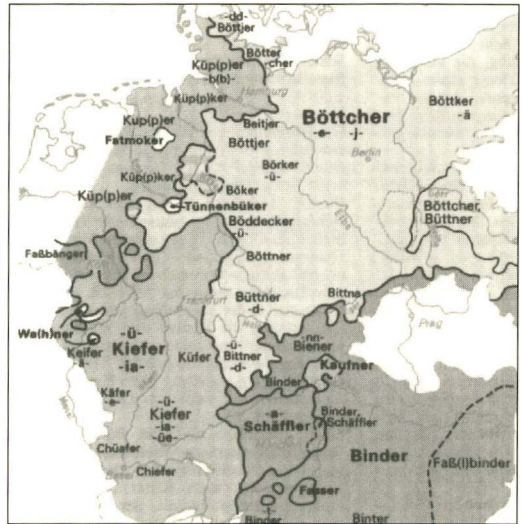 -dd-
Böttjer
Bötter
cher
Küp(p)er
-b(b)-
Küp(p)ker
Hamburg
Kup(p)er
Beitjer
Böttcher
-e- -j-
Böttker
-ä
Fatmoker
Böttjer
Berlin
Börker
-ü-
Küp(p)ker
Böker
Küp(p)er
Tünnenbüker
Böddecker
-ü-
Elbe
Böttcher,
Büttner
Faßbänger
Böttner
Frankfurt
Büttner
-d-
Bittna
Prag
Wa(h)ner
-ü-
Kiefer
-ia-
Keifer
-ä-
Küfer
-ü-
Bittner
-d-
-nn-
Biener
Kaufner
Binder
Käfer
-e-
-ü-
Kiefer
-ia-
-üe-
-a-
Schäffler
Binder,
Schäffler
Binder
Faß(l)binder
Chüafer
Chiefer
Fasser
Binder
Binter